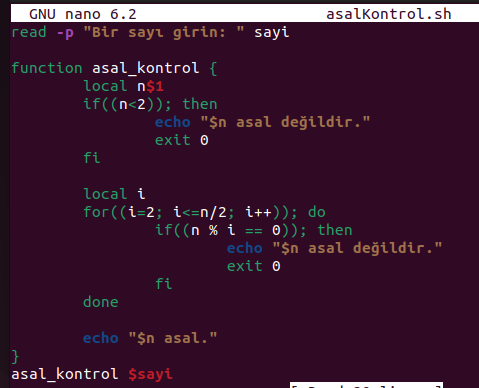 GNU nano 6.2 asalKontrol.sh
read -p "Bir sayı girin: " sayi
function asal_kontrol {
local n$1
if((n<2)); then
echo "$n asal değildir."
exit 0
fi
local i
for((i=2; i<=n/2; i++)); do
if((n % i == 0)); then
echo "$n asal değildir."
exit 0
fi
done
echo "$n asal."
}
asal_kontrol $sayi